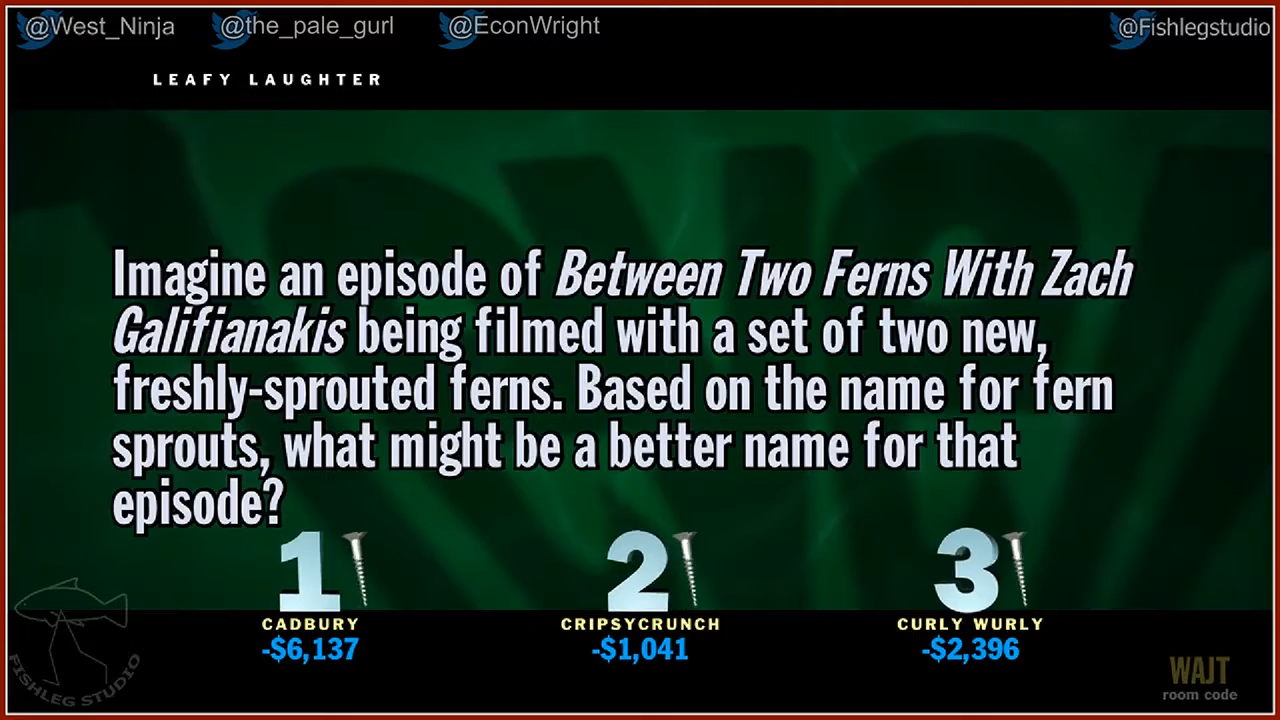 @West_Ninja @the_pale_gurl @EconWright @Fishlegstudio
LEAFY LAUGHTER
Imagine an episode of Between Two Ferns With Zach
Galifianakis being filmed with a set of two new,
freshly-sprouted ferns. Based on the name for fern
sprouts, what might be a better name for that
episode?
1 2 3
CADBURY CRIPSYCRUNCH CURLY WURLY
-$6,137 -$1,041 -$2,396
FISHLEG STUDIO
WAJT
room code